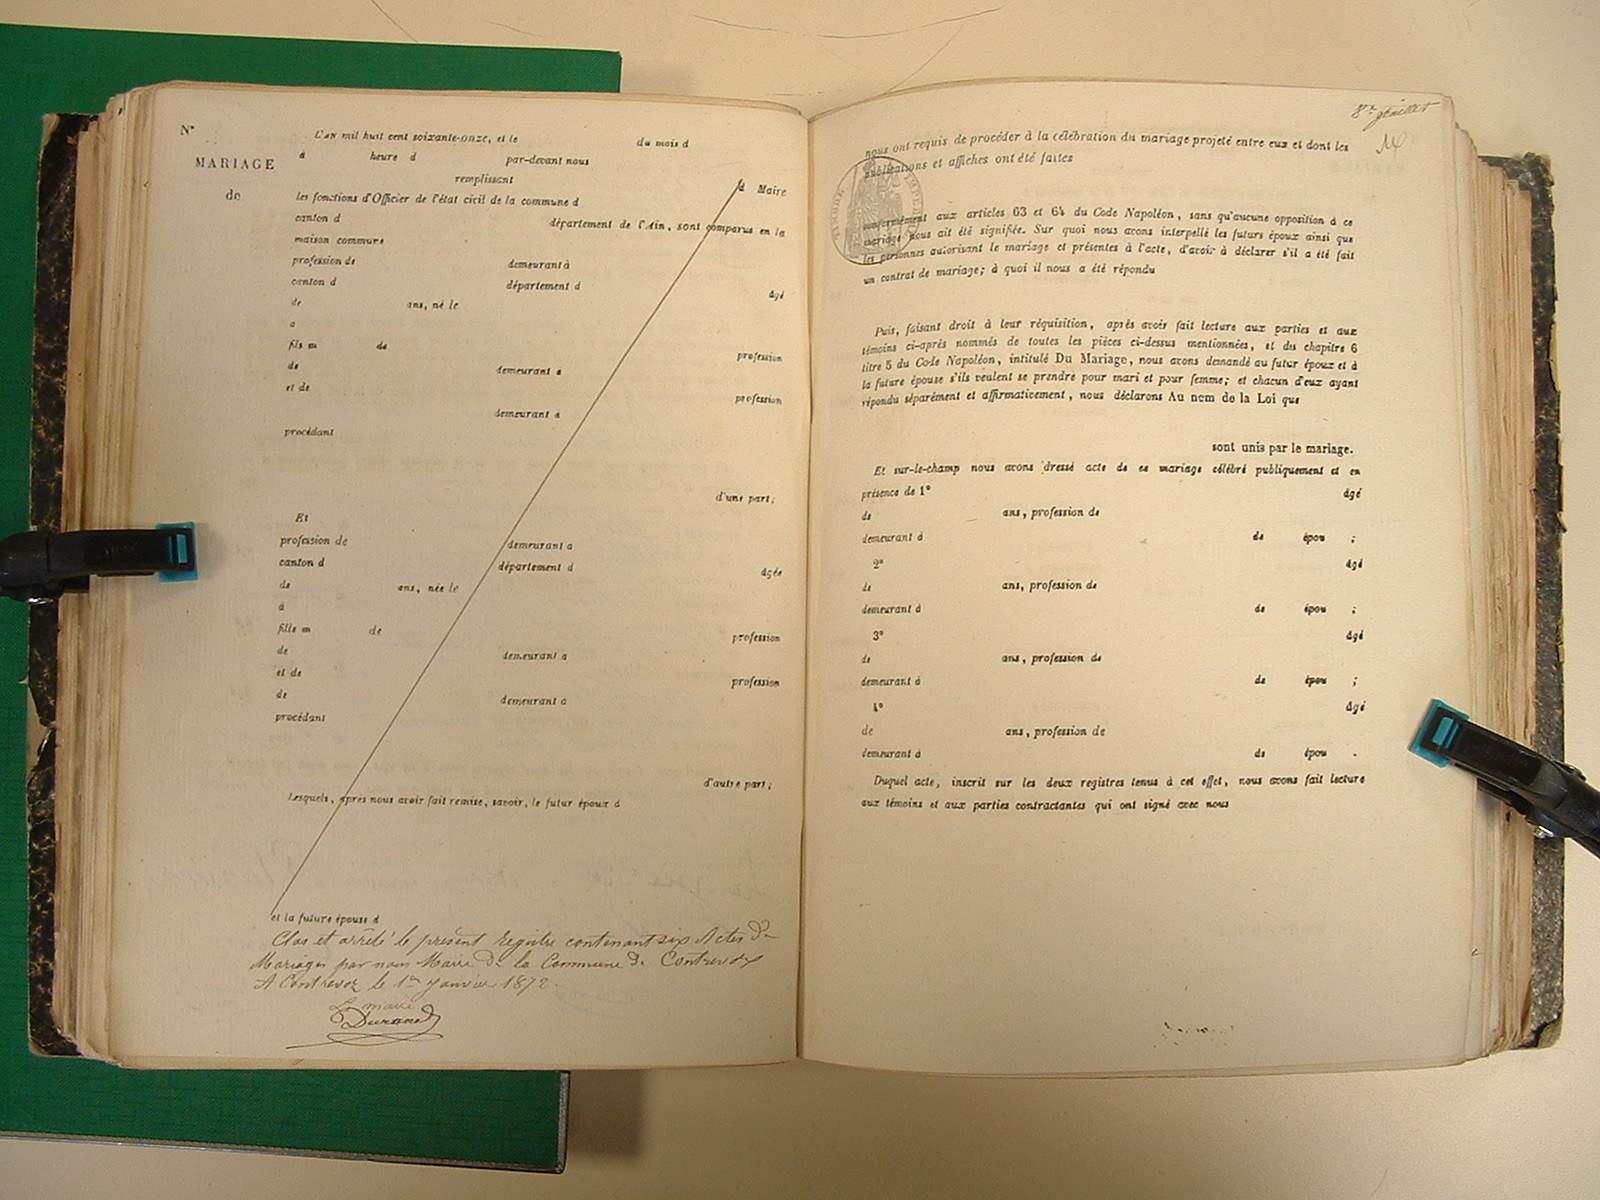 N°
MARIAGE
de
L'AN mil huit cent soixante-onze, et le du mois d
à heure d par-devant nous
remplissant d Maire
les fonctions d'Officier de l'état civil de la commune d
canton d département de l'Ain, sont comparus en la
maison commune
profession de demeurant à
canton d département d âgé
de ans, né le
a
fils m de profession
de demeurant a
et de profession
demeurant a
procédant
d'une part;
Et
profession de demeurant a
canton d département d âgée
de ans, née le
à
fille m de profession
de demeurant a
et de profession
de demeurant a
procédant
d'autre part;
Lesquels, après nous avoir fait remise, savoir, le futur époux d
et la future épouse d
Clos et arrêté le présent registre contenant six Actes de
Mariages par nous Maire de la Commune de Contrevoz
A Contrevoz le 1er Janvier 1872.
Le maire
Durand
8e feuillet
nous ont requis de procéder à la célébration du mariage projeté entre eux et dont les
publications et affiches ont été faites
conformément aux articles 63 et 64 du Code Napoléon, sans qu'aucune opposition à ce
mariage nous ait été signifiée. Sur quoi nous avons interpellé les futurs époux ainsi que
les personnes autorisant le mariage et présentes à l'acte, d'avoir à déclarer s'il a été fait
un contrat de mariage; à quoi il nous a été répondu
Puis, faisant droit à leur réquisition, après avoir fait lecture aux parties et aux
témoins ci-après nommés de toutes les pièces ci-dessus mentionnées, et du chapitre 6
titre 5 du Code Napoléon, intitulé Du Mariage, nous avons demandé au futur époux et à
la future épouse s'ils veulent se prendre pour mari et pour femme; et chacun d'eux ayant
répondu séparément et affirmativement, nous déclarons Au nom de la Loi que
sont unis par le mariage.
Et sur-le-champ nous avons dressé acte de ce mariage célébré publiquement et en
présence de 1° âgé
de ans, profession de
demeurant à de épou ;
2° âgé
de ans, profession de
demeurant à de épou ;
3° âgé
de ans, profession de
demeurant à de épou ;
4° âgé
de ans, profession de
demeurant à de épou .
Duquel acte, inscrit sur les deux registres tenus à cet effet, nous avons fait lecture
aux témoins et aux parties contractantes qui ont signé avec nous